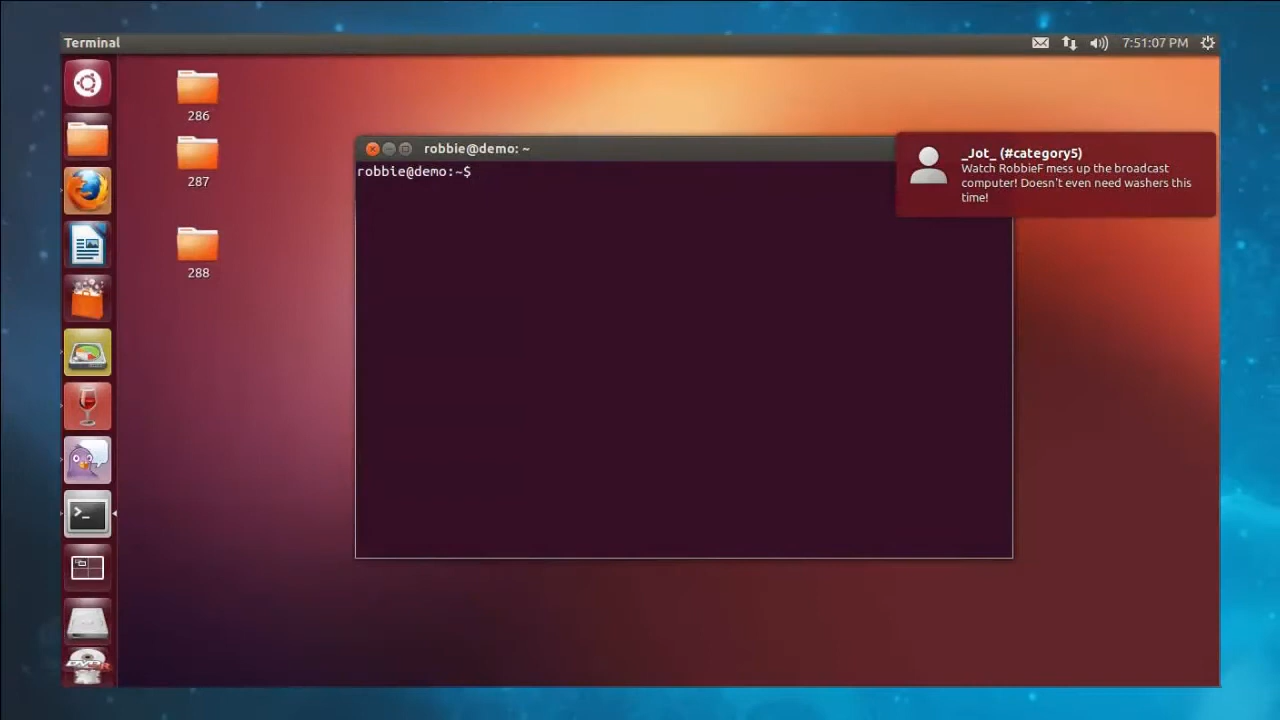 Terminal
7:51:07 PM
286
287
288
robbie@demo: ~
robbie@demo:~$
_Jot_ (#category5)
Watch RobbieF mess up the broadcast
computer! Doesn't even need washers this
time!
>_
DVD R